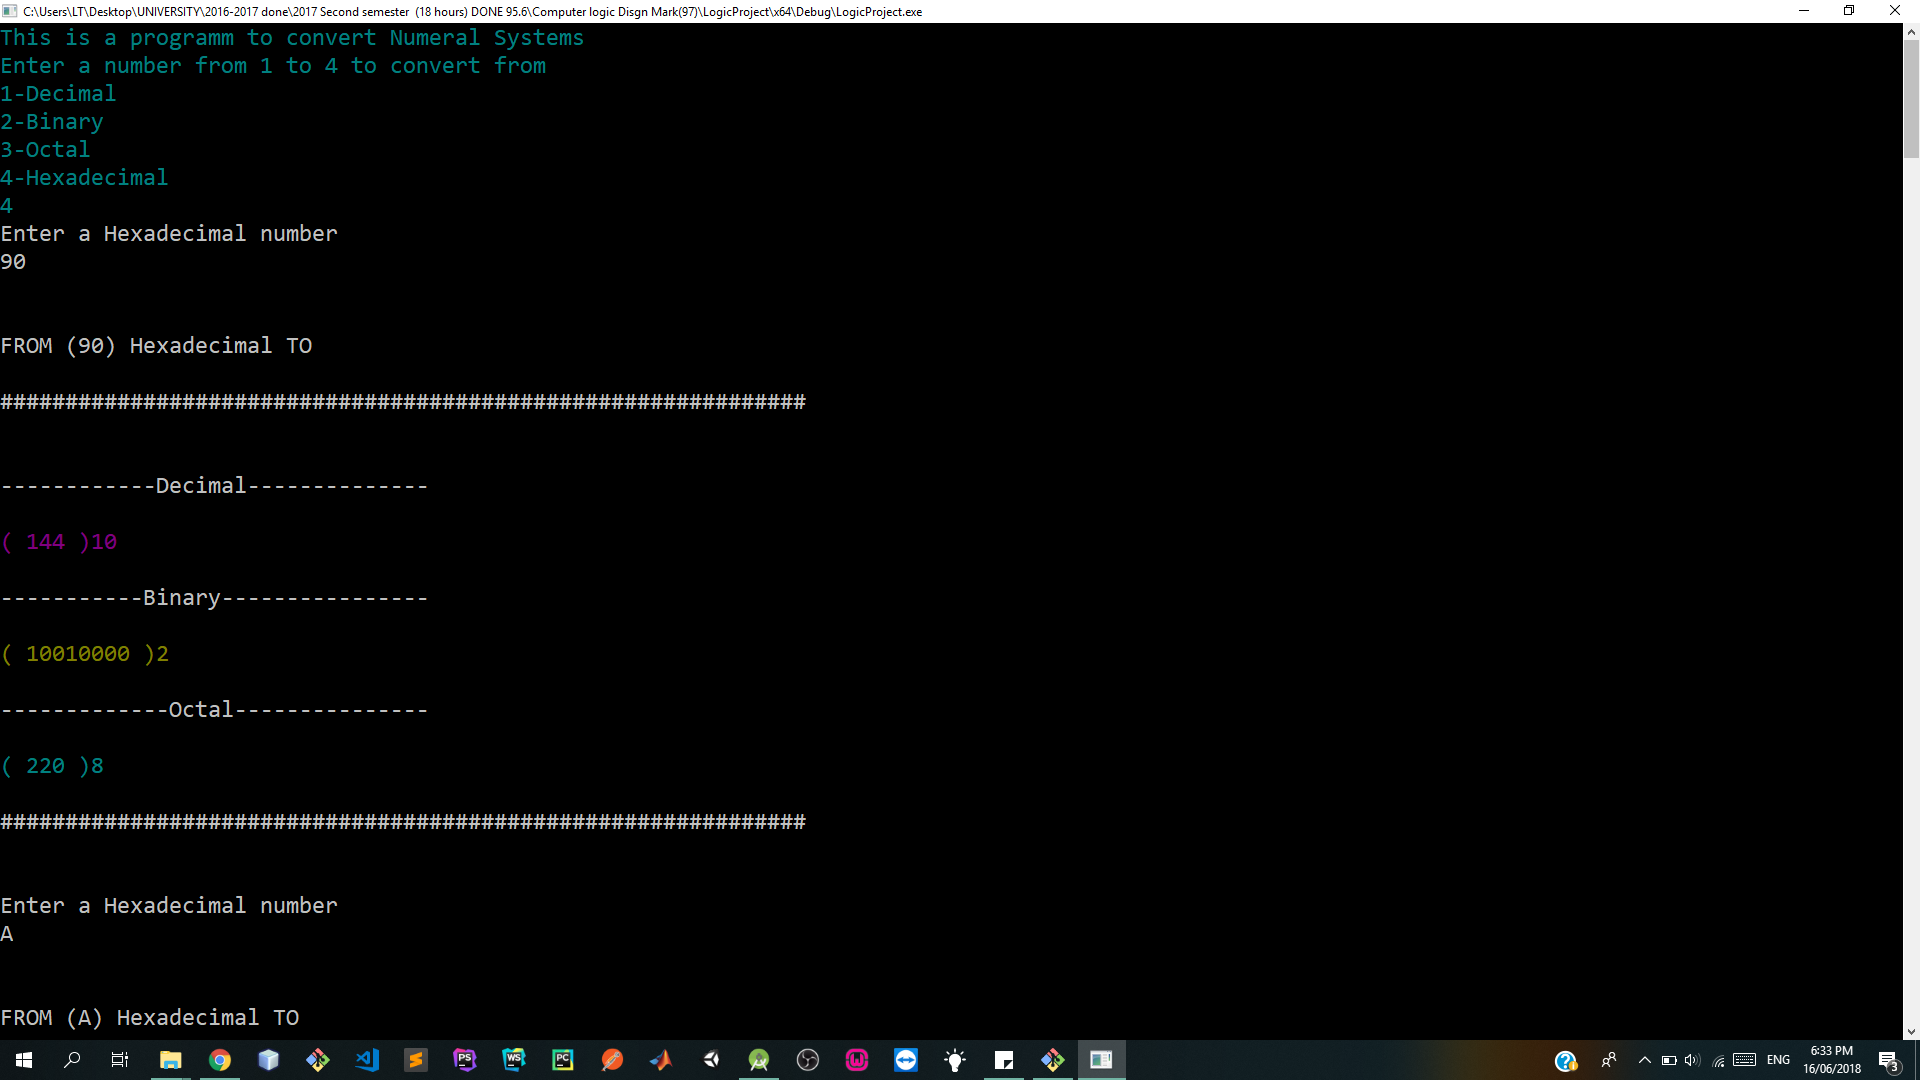 C:\Users\LT\Desktop\UNIVERSITY\2016-2017 done\2017 Second semester  (18 hours) DONE 95.6\Computer logic Disgn Mark(97)\LogicProject\x64\Debug\LogicProject.exe
This is a programm to convert Numeral Systems
Enter a number from 1 to 4 to convert from
1-Decimal
2-Binary
3-Octal
4-Hexadecimal
4
Enter a Hexadecimal number
90
FROM (90) Hexadecimal TO
##############################################################
------------Decimal--------------
( 144 )10
-----------Binary----------------
( 10010000 )2
-------------Octal---------------
( 220 )8
##############################################################
Enter a Hexadecimal number
A
FROM (A) Hexadecimal TO
PS
WS
PC
ENG
6:33 PM
16/06/2018
3